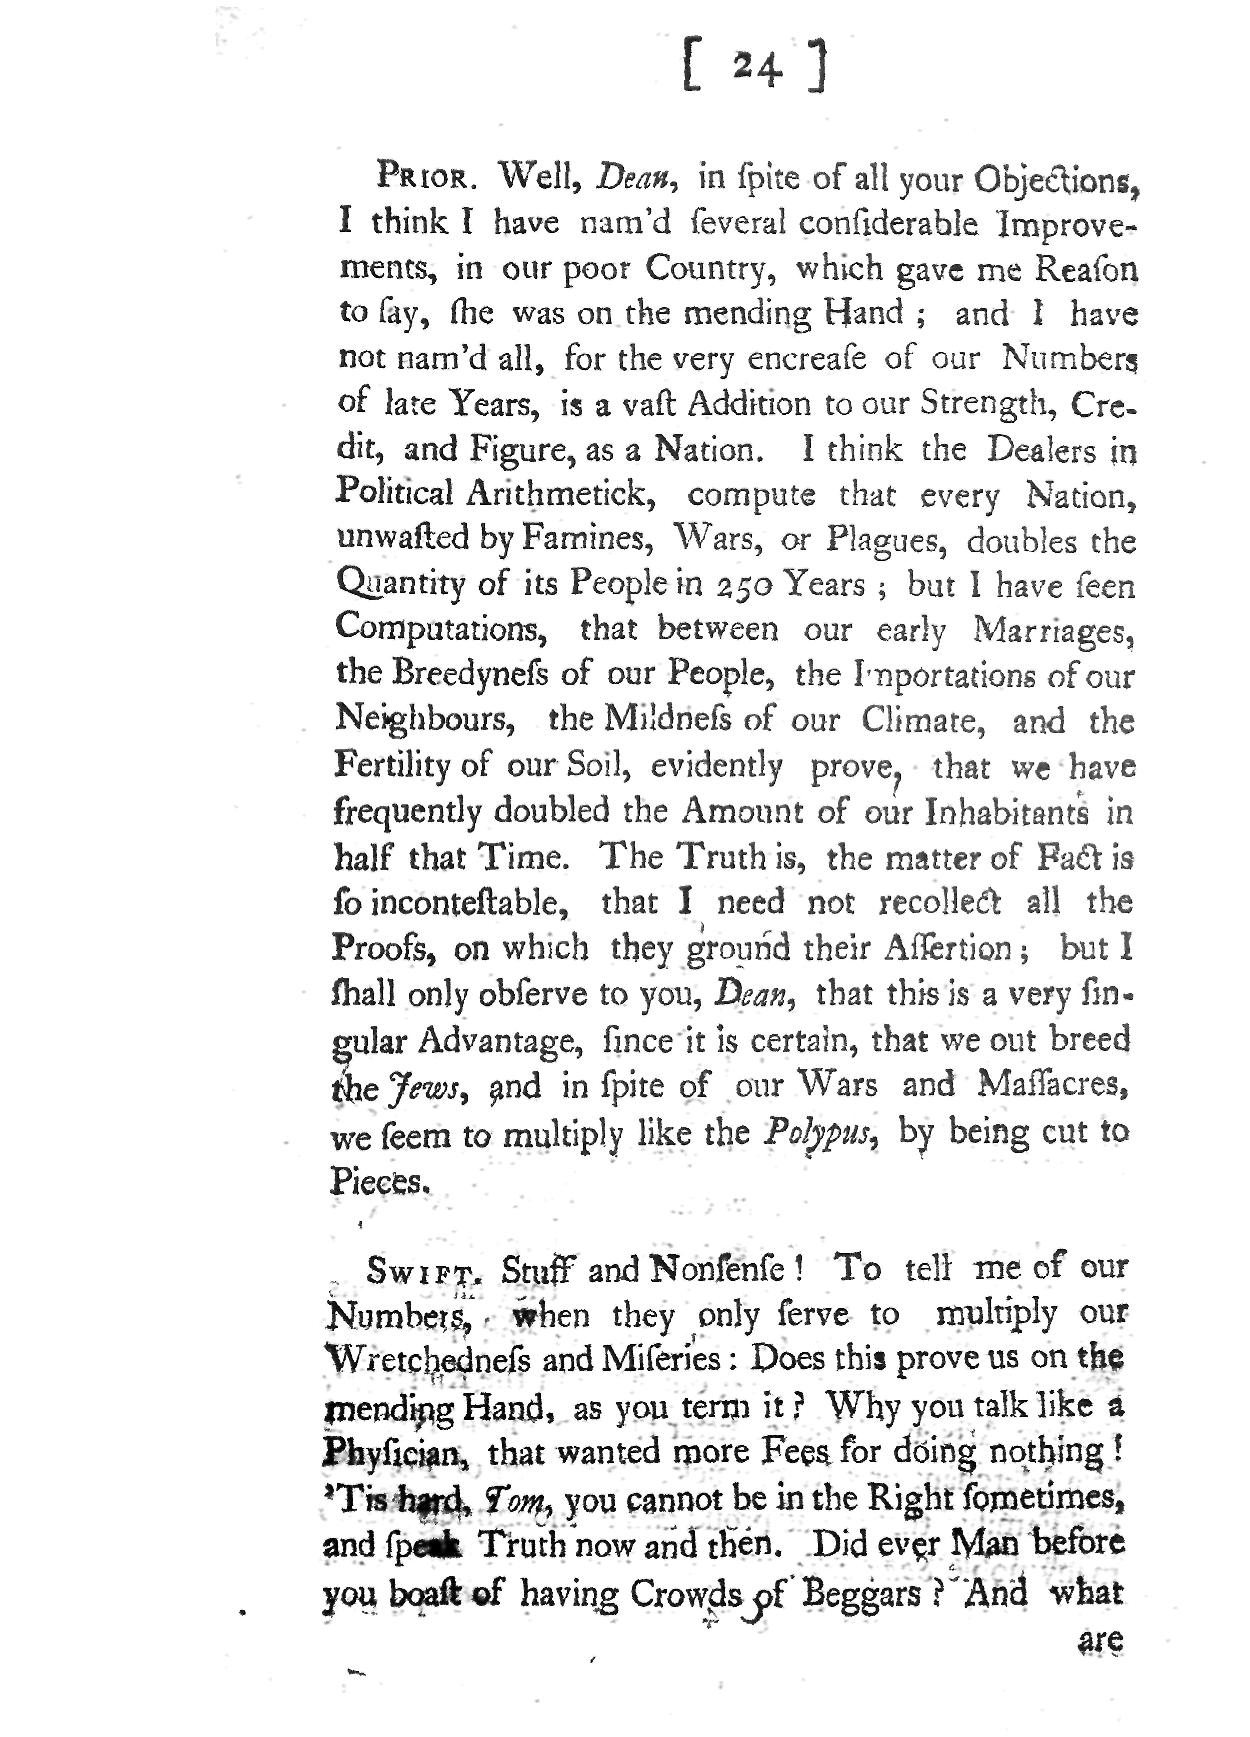 [ 24 ]
PRIOR. Well, Dean, in ſpite of all your Objections,
I think I have nam'd ſeveral conſiderable Improve-
ments, in our poor Country, which gave me Reaſon
to ſay, ſhe was on the mending Hand ; and I have
not nam'd all, for the very encreaſe of our Numbers
of late Years, is a vaſt Addition to our Strength, Cre-
dit, and Figure, as a Nation. I think the Dealers in
Political Arithmetick, compute that every Nation,
unwaſted by Famines, Wars, or Plagues, doubles the
Quantity of its People in 250 Years ; but I have ſeen
Computations, that between our early Marriages,
the Breedyneſs of our People, the Importations of our
Neighbours, the Mildneſs of our Climate, and the
Fertility of our Soil, evidently prove, that we have
frequently doubled the Amount of our Inhabitants in
half that Time. The Truth is, the matter of Fact is
ſo inconteſtable, that I need not recollect all the
Proofs, on which they ground their Aſſertion ; but I
ſhall only obſerve to you, Dean, that this is a very ſin-
gular Advantage, ſince it is certain, that we out breed
the Jews, and in ſpite of our Wars and Maſſacres,
we ſeem to multiply like the Polypus, by being cut to
Pieces.
SWIFT. Stuff and Nonſenſe ! To tell me of our
Numbers, when they only ſerve to multiply our
Wretchedneſs and Miſeries : Does this prove us on the
mending Hand, as you term it ? Why you talk like a
Phyſician, that wanted more Fees for doing nothing !
'Tis hard, Tom, you cannot be in the Right ſometimes,
and ſpeak Truth now and then. Did ever Man before
you boaſt of having Crowds of Beggars ? And what
are